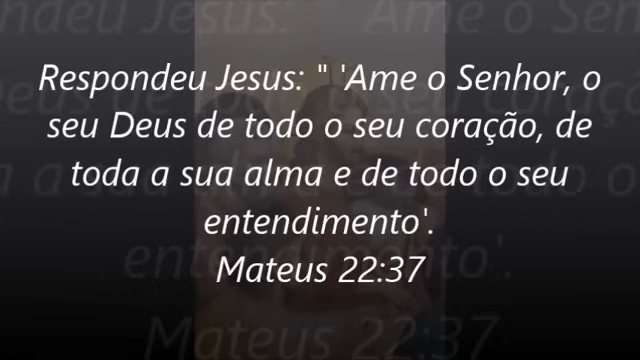 Respondeu Jesus: " 'Ame o Senhor, o
seu Deus de todo o seu coração, de
toda a sua alma e de todo o seu
entendimento'.
Mateus 22:37